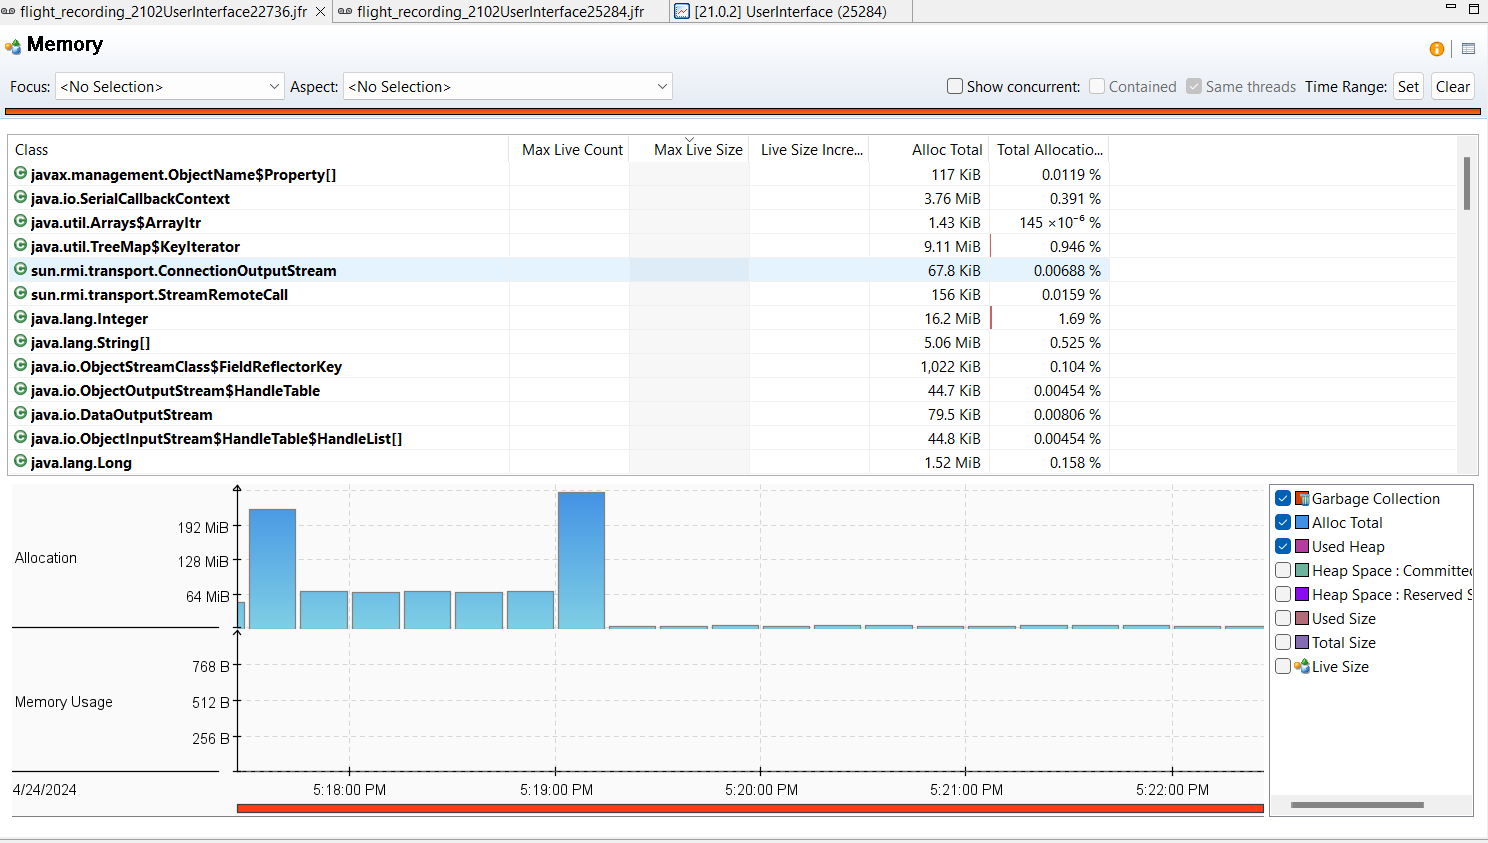 flight_recording_2102UserInterface22736.jfr flight_recording_2102UserInterface25284.jfr [21.0.2] UserInterface (25284)
Memory
Focus: <No Selection> Aspect: <No Selection> Show concurrent: Contained Same threads Time Range: Set Clear
Class Max Live Count Max Live Size Live Size Incre... Alloc Total Total Allocatio...
javax.management.ObjectName$Property[] 117 KiB 0.0119 %
java.io.SerialCallbackContext 3.76 MiB 0.391 %
java.util.Arrays$ArrayItr 1.43 KiB 145 ×10⁻⁶ %
java.util.TreeMap$KeyIterator 9.11 MiB 0.946 %
sun.rmi.transport.ConnectionOutputStream 67.8 KiB 0.00688 %
sun.rmi.transport.StreamRemoteCall 156 KiB 0.0159 %
java.lang.Integer 16.2 MiB 1.69 %
java.lang.String[] 5.06 MiB 0.525 %
java.io.ObjectStreamClass$FieldReflectorKey 1,022 KiB 0.104 %
java.io.ObjectOutputStream$HandleTable 44.7 KiB 0.00454 %
java.io.DataOutputStream 79.5 KiB 0.00806 %
java.io.ObjectInputStream$HandleTable$HandleList[] 44.8 KiB 0.00454 %
java.lang.Long 1.52 MiB 0.158 %
Allocation
192 MiB
128 MiB
64 MiB
Memory Usage
768 B
512 B
256 B
4/24/2024 5:18:00 PM 5:19:00 PM 5:20:00 PM 5:21:00 PM 5:22:00 PM
Garbage Collection
Alloc Total
Used Heap
Heap Space : Committed
Heap Space : Reserved S
Used Size
Total Size
Live Size